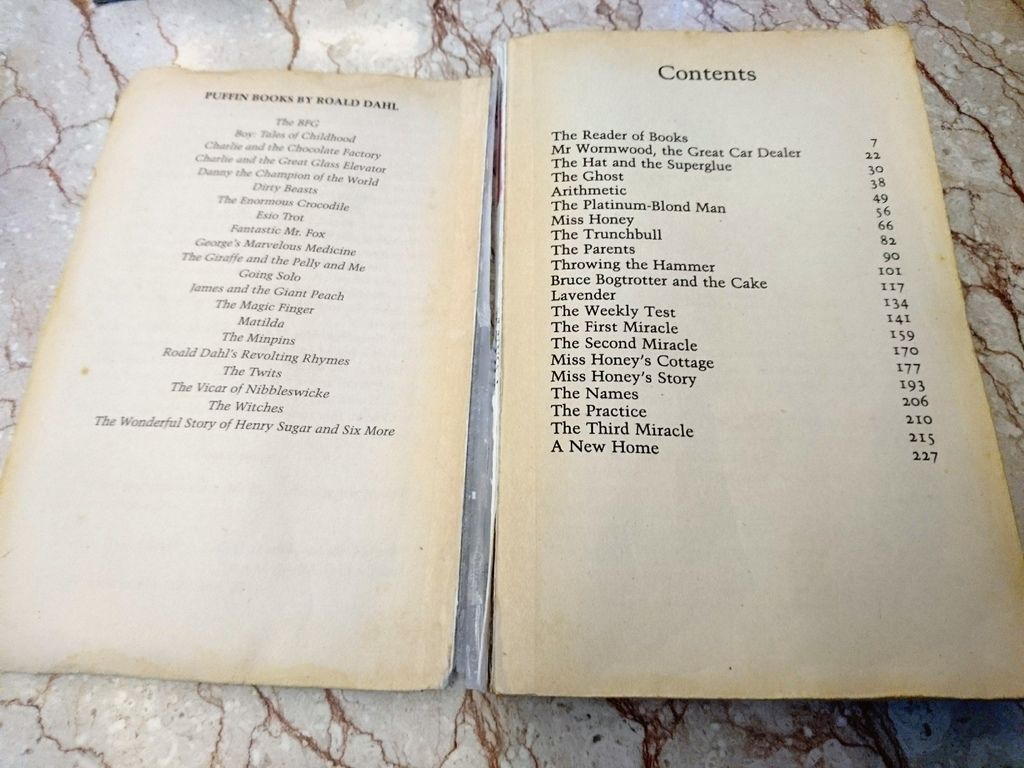 PUFFIN BOOKS BY ROALD DAHL
The BFG
Boy: Tales of Childhood
Charlie and the Chocolate Factory
Charlie and the Great Glass Elevator
Danny the Champion of the World
Dirty Beasts
The Enormous Crocodile
Esio Trot
Fantastic Mr. Fox
George's Marvelous Medicine
The Giraffe and the Pelly and Me
Going Solo
James and the Giant Peach
The Magic Finger
Matilda
The Minpins
Roald Dahl's Revolting Rhymes
The Twits
The Vicar of Nibbleswicke
The Witches
The Wonderful Story of Henry Sugar and Six More
Contents
The Reader of Books 7
Mr Wormwood, the Great Car Dealer 22
The Hat and the Superglue 30
The Ghost 38
Arithmetic 49
The Platinum-Blond Man 56
Miss Honey 66
The Trunchbull 82
The Parents 90
Throwing the Hammer 101
Bruce Bogtrotter and the Cake 117
Lavender 134
The Weekly Test 141
The First Miracle 159
The Second Miracle 170
Miss Honey's Cottage 177
Miss Honey's Story 193
The Names 206
The Practice 210
The Third Miracle 215
A New Home 227